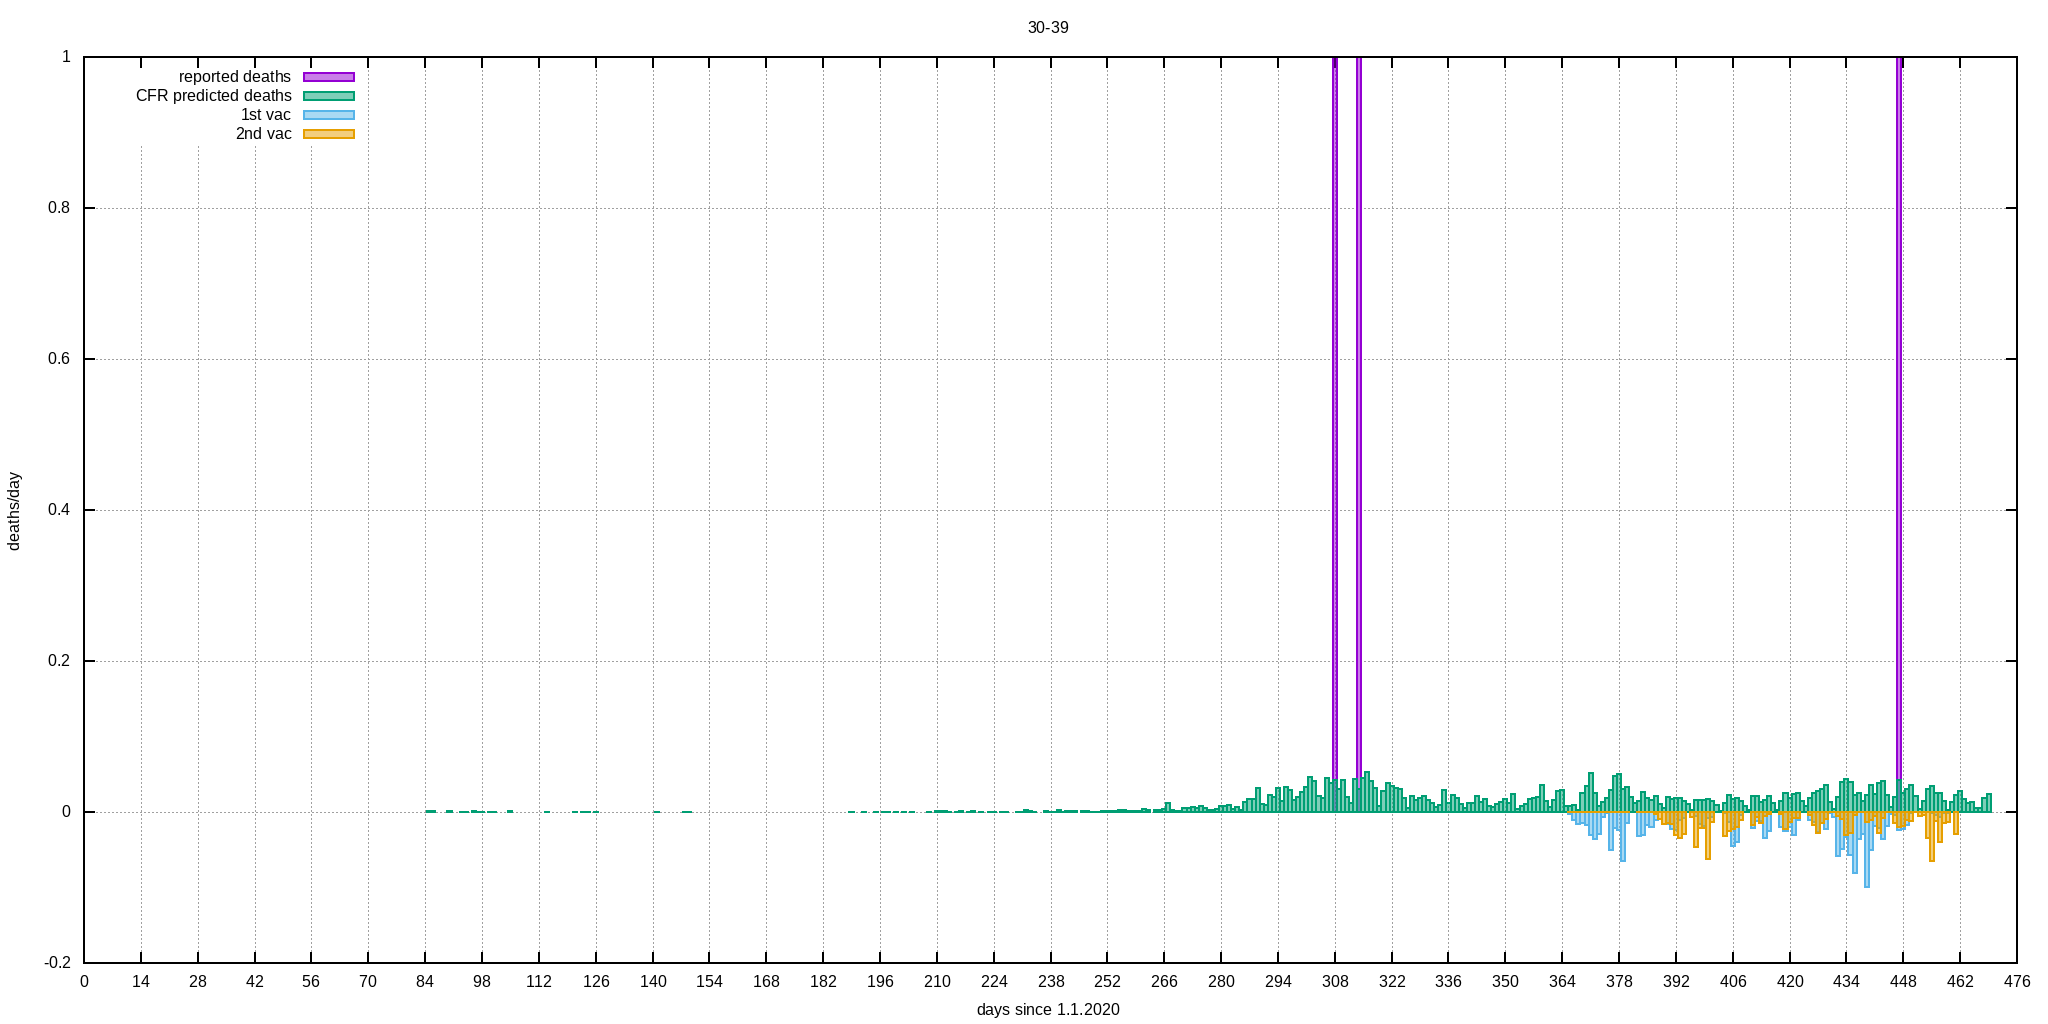 30-39
1
reported deaths
CFR predicted deaths
1st vac
2nd vac
0.8
0.6
deaths/day
0.4
0.2
0
-0.2
0 14 28 42 56 70 84 98 112 126 140 154 168 182 196 210 224 238 252 266 280 294 308 322 336 350 364 378 392 406 420 434 448 462 476
days since 1.1.2020